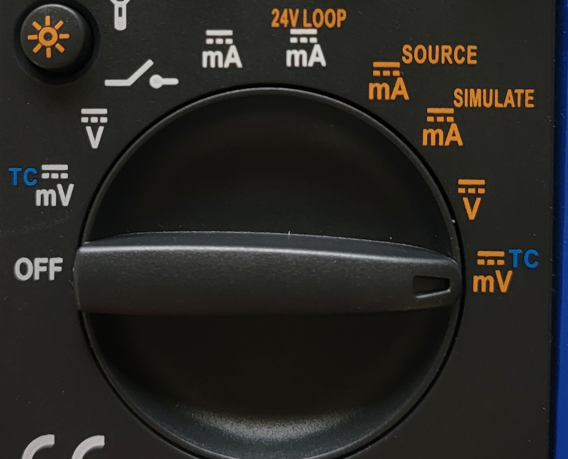 24V LOOP
mA
mA
SOURCE
mA
SIMULATE
mA
V
V
TC
mV
OFF
TC
mV
CE